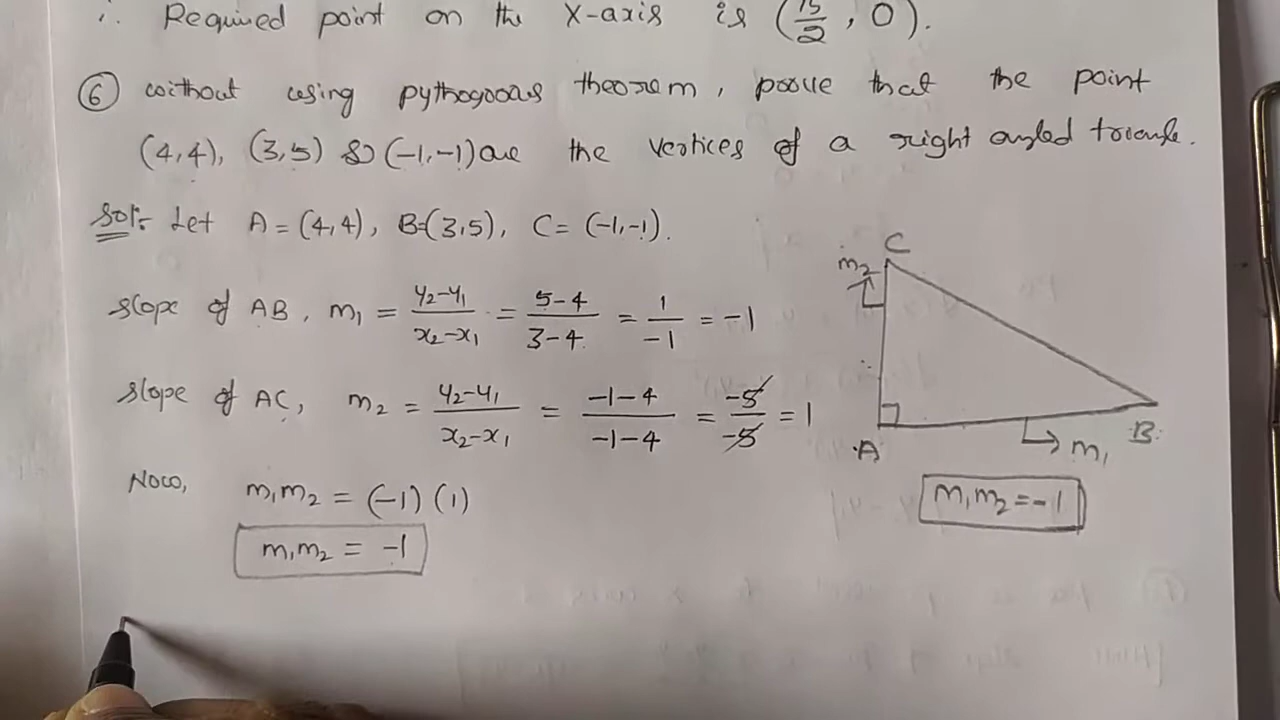 ∴ Required point on the X-axis is (15/2, 0).
⑥ without using pythogoras theorem, prove that the point
(4,4), (3,5) & (-1,-1) are the vertices of a right angled triangle.
Sol:- Let A = (4,4), B=(3,5), C = (-1,-1).
slope of AB, m₁ = (y₂-y₁)/(x₂-x₁) = (5-4)/(3-4) = 1/-1 = -1
slope of AC, m₂ = (y₂-y₁)/(x₂-x₁) = (-1-4)/(-1-4) = -5/-5 = 1
Now, m₁m₂ = (-1)(1)
m₁m₂ = -1
C
m₂
A
B
m₁
m₁m₂ = -1